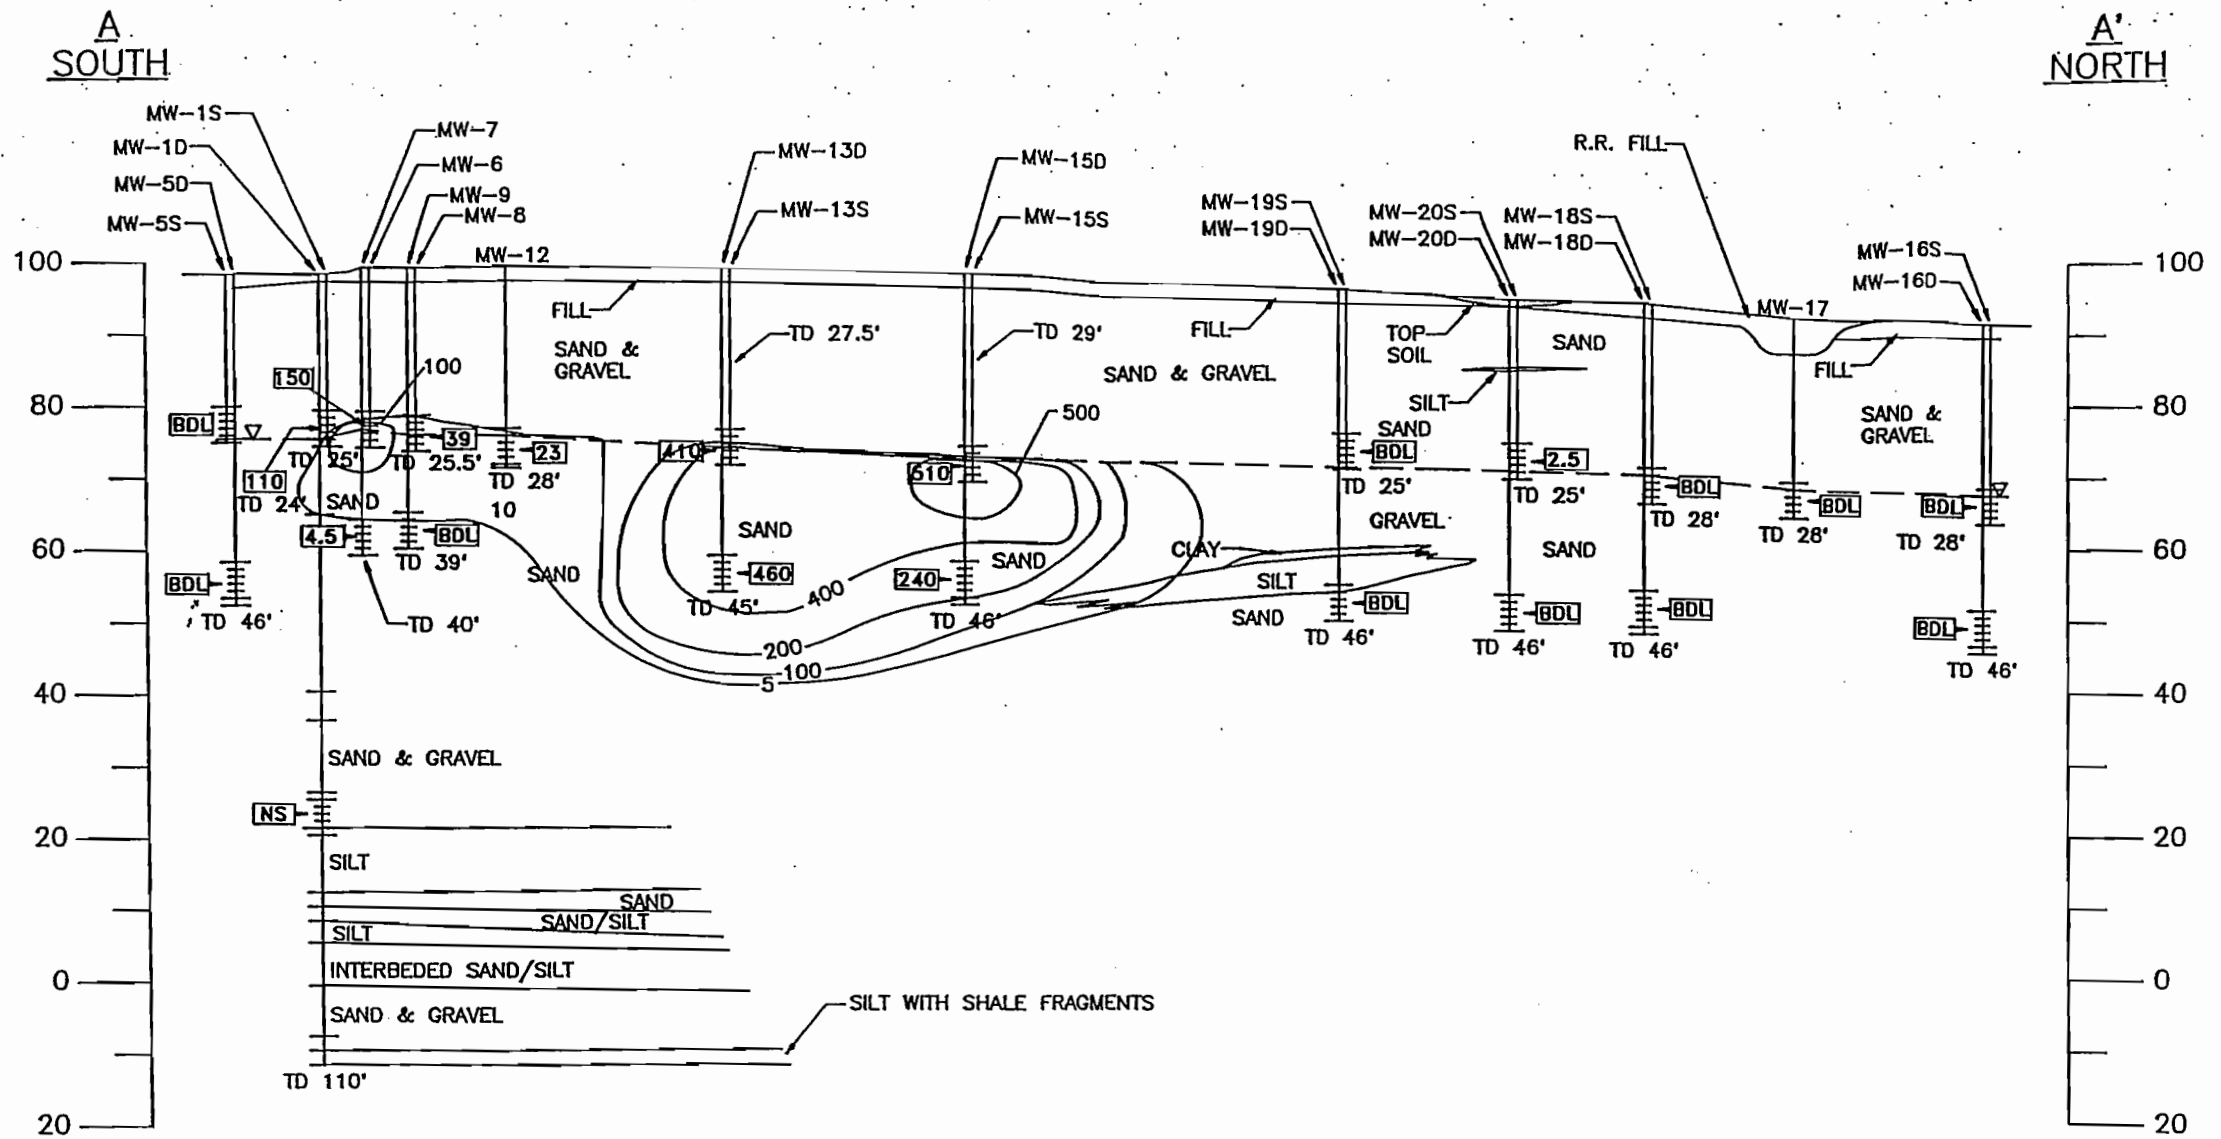 A
SOUTH
A'
NORTH
MW-1S
MW-1D
MW-5D
MW-5S
MW-7
MW-6
MW-9
MW-8
MW-12
MW-13D
MW-13S
MW-15D
MW-15S
MW-19S
MW-19D
MW-20S
MW-20D
MW-18S
MW-18D
R.R. FILL
MW-17
MW-16S
MW-16D
100
80
60
40
20
0
20
100
80
60
40
20
0
20
FILL
SAND &
GRAVEL
TD 27.5'
TD 29'
FILL
SAND & GRAVEL
TOP
SOIL
SAND
SILT
SAND
FILL
SAND &
GRAVEL
150
100
BDL
110
TD 25'
TD 24'
39
TD 25.5'
23
TD 28'
10
SAND
4.5
BDL
TD 39'
TD 40'
BDL
TD 46'
SAND
410
SAND
460
TD 45'
500
610
SAND
240
TD 46'
400
200
100
5
CLAY
SILT
SAND
GRAVEL
BDL
TD 25'
BDL
TD 46'
2.5
TD 25'
SAND
BDL
TD 46'
BDL
TD 28'
BDL
TD 46'
BDL
TD 28'
BDL
TD 28'
BDL
TD 46'
SAND & GRAVEL
NS
SILT
SAND
SAND/SILT
SILT
INTERBEDED SAND/SILT
SAND & GRAVEL
SILT WITH SHALE FRAGMENTS
TD 110'